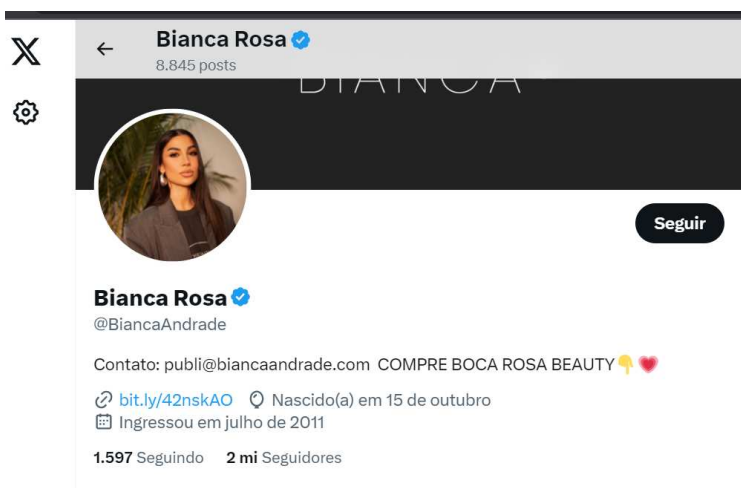 Bianca Rosa
8.845 posts
BIANCA
Seguir
Bianca Rosa
@BiancaAndrade
Contato: publi@biancaandrade.com COMPRE BOCA ROSA BEAUTY👇💗
bit.ly/42nskAO Nascido(a) em 15 de outubro
Ingressou em julho de 2011
1.597 Seguindo 2 mi Seguidores